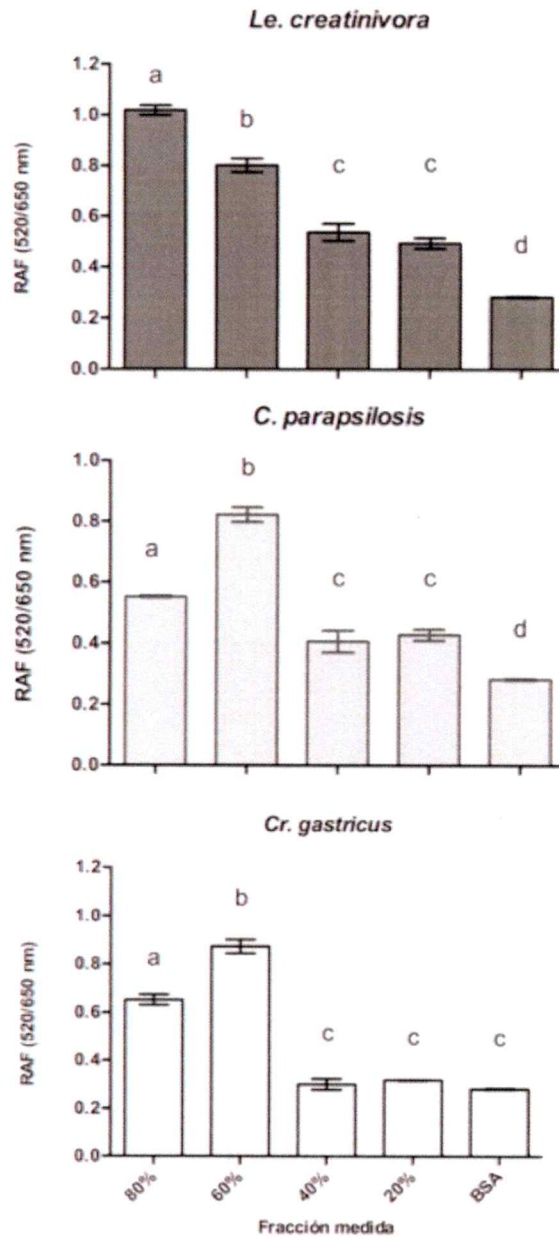 Le. creatinivora
1.2
a
1.0
b
0.8
c
c
0.6
d
0.4
0.2
0.0
RAF (520/650 nm)
C. parapsilosis
1.0
b
0.8
a
0.6
c
c
d
0.4
0.2
0.0
RAF (520/650 nm)
Cr. gastricus
1.2
b
1.0
a
0.8
0.6
c
c
c
0.4
0.2
0.0
RAF (520/650 nm)
80% 60% 40% 20% BSA
Fracción medida